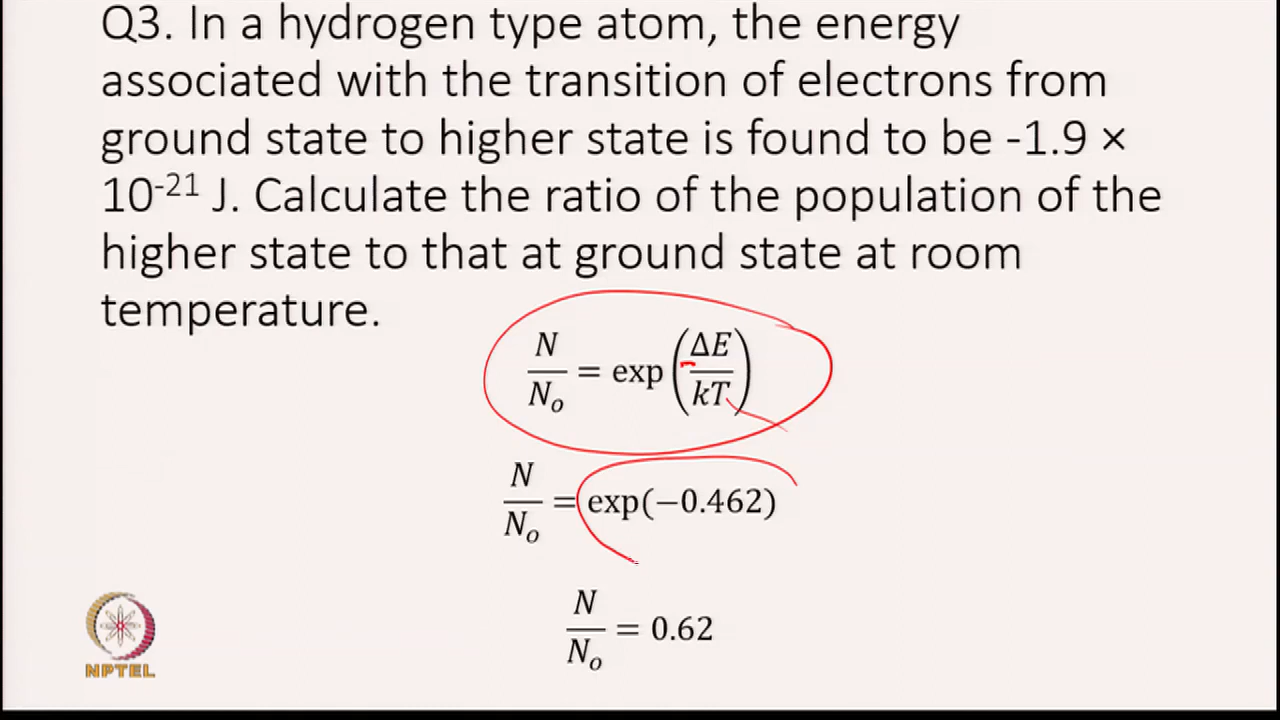 Q3. In a hydrogen type atom, the energy
associated with the transition of electrons from
ground state to higher state is found to be -1.9 ×
10⁻²¹ J. Calculate the ratio of the population of the
higher state to that at ground state at room
temperature.
N/Nₒ = exp(ΔE/kT)
N/Nₒ = exp(−0.462)
N/Nₒ = 0.62
NPTEL